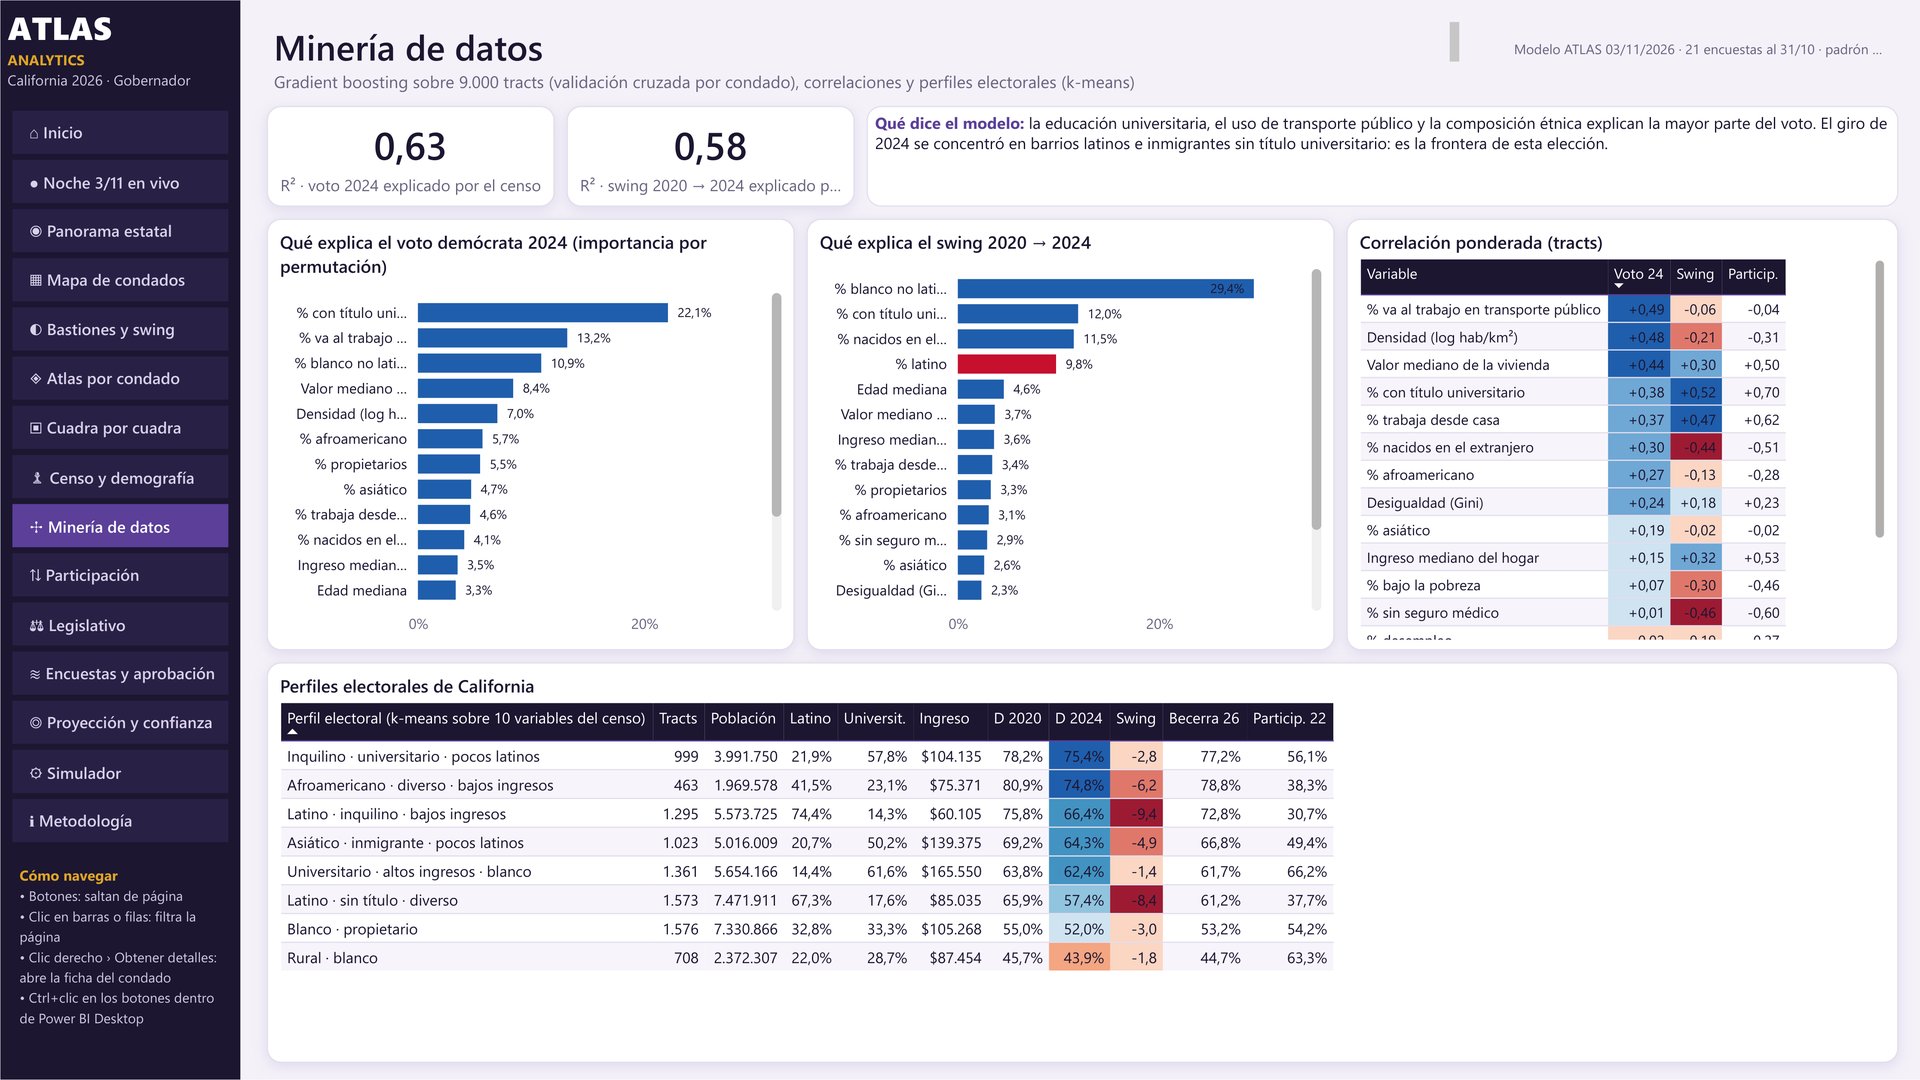 ATLAS
ANALYTICS
California 2026 · Gobernador
⌂ Inicio
● Noche 3/11 en vivo
◉ Panorama estatal
▦ Mapa de condados
◐ Bastiones y swing
◈ Atlas por condado
▣ Cuadra por cuadra
Censo y demografía
Minería de datos
Participación
Legislativo
≋ Encuestas y aprobación
◎ Proyección y confianza
Simulador
ℹ Metodología
Cómo navegar
• Botones: saltan de página
• Clic en barras o filas: filtra la
página
• Clic derecho › Obtener detalles:
abre la ficha del condado
• Ctrl+clic en los botones dentro
de Power BI Desktop
Minería de datos
Gradient boosting sobre 9.000 tracts (validación cruzada por condado), correlaciones y perfiles electorales (k-means)
Modelo ATLAS 03/11/2026 · 21 encuestas al 31/10 · padrón ...
0,63
R² · voto 2024 explicado por el censo
0,58
R² · swing 2020 → 2024 explicado p...
Qué dice el modelo: la educación universitaria, el uso de transporte público y la composición étnica explican la mayor parte del voto. El giro de
2024 se concentró en barrios latinos e inmigrantes sin título universitario: es la frontera de esta elección.
Qué explica el voto demócrata 2024 (importancia por
permutación)
% con título uni... 22,1%
% va al trabajo ... 13,2%
% blanco no lati... 10,9%
Valor mediano ... 8,4%
Densidad (log h... 7,0%
% afroamericano 5,7%
% propietarios 5,5%
% asiático 4,7%
% trabaja desde... 4,6%
% nacidos en el... 4,1%
Ingreso median... 3,5%
Edad mediana 3,3%
0% 20%
Qué explica el swing 2020 → 2024
% blanco no lati... 29,4%
% con título uni... 12,0%
% nacidos en el... 11,5%
% latino 9,8%
Edad mediana 4,6%
Valor mediano ... 3,7%
Ingreso median... 3,6%
% trabaja desde... 3,4%
% propietarios 3,3%
% afroamericano 3,1%
% sin seguro m... 2,9%
% asiático 2,6%
Desigualdad (Gi... 2,3%
0% 20%
Correlación ponderada (tracts)
Variable Voto 24 Swing Particip.
% va al trabajo en transporte público +0,49 -0,06 -0,04
Densidad (log hab/km²) +0,48 -0,21 -0,31
Valor mediano de la vivienda +0,44 +0,30 +0,50
% con título universitario +0,38 +0,52 +0,70
% trabaja desde casa +0,37 +0,47 +0,62
% nacidos en el extranjero +0,30 -0,44 -0,51
% afroamericano +0,27 -0,13 -0,28
Desigualdad (Gini) +0,24 +0,18 +0,23
% asiático +0,19 -0,02 -0,02
Ingreso mediano del hogar +0,15 +0,32 +0,53
% bajo la pobreza +0,07 -0,30 -0,46
% sin seguro médico +0,01 -0,46 -0,60
Perfiles electorales de California
Perfil electoral (k-means sobre 10 variables del censo) Tracts Población Latino Universit. Ingreso D 2020 D 2024 Swing Becerra 26 Particip. 22
Inquilino · universitario · pocos latinos 999 3.991.750 21,9% 57,8% $104.135 78,2% 75,4% -2,8 77,2% 56,1%
Afroamericano · diverso · bajos ingresos 463 1.969.578 41,5% 23,1% $75.371 80,9% 74,8% -6,2 78,8% 38,3%
Latino · inquilino · bajos ingresos 1.295 5.573.725 74,4% 14,3% $60.105 75,8% 66,4% -9,4 72,8% 30,7%
Asiático · inmigrante · pocos latinos 1.023 5.016.009 20,7% 50,2% $139.375 69,2% 64,3% -4,9 66,8% 49,4%
Universitario · altos ingresos · blanco 1.361 5.654.166 14,4% 61,6% $165.550 63,8% 62,4% -1,4 61,7% 66,2%
Latino · sin título · diverso 1.573 7.471.911 67,3% 17,6% $85.035 65,9% 57,4% -8,4 61,2% 37,7%
Blanco · propietario 1.576 7.330.866 32,8% 33,3% $105.268 55,0% 52,0% -3,0 53,2% 54,2%
Rural · blanco 708 2.372.307 22,0% 28,7% $87.454 45,7% 43,9% -1,8 44,7% 63,3%